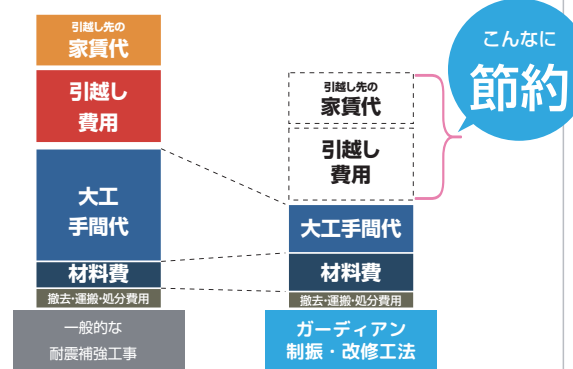 引越し先の
家賃代
引越し
費用
大工
手間代
材料費
撤去・運搬・処分費用
一般的な
耐震補強工事
引越し先の
家賃代
引越し
費用
大工手間代
材料費
撤去・運搬・処分費用
ガーディアン
制振・改修工法
こんなに
節約